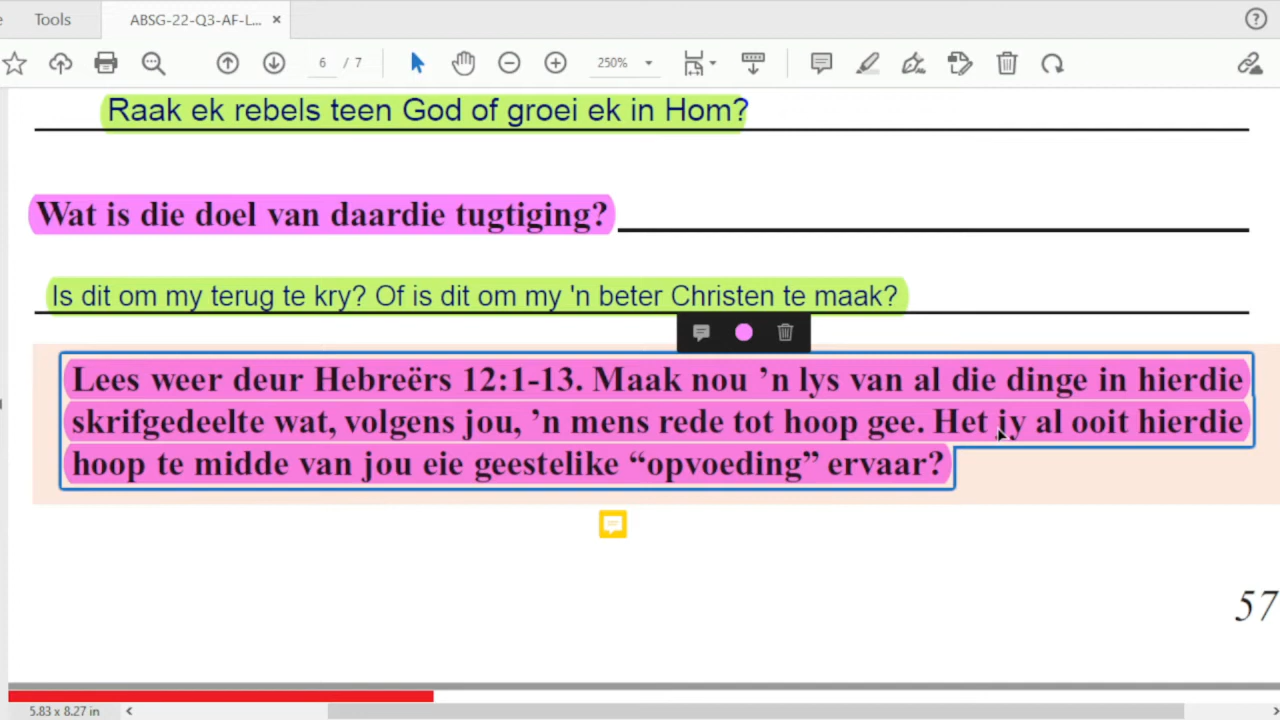 Tools
ABSG-22-Q3-AF-L... ×
6 / 7
250%
Raak ek rebels teen God of groei ek in Hom?
Wat is die doel van daardie tugtiging?
Is dit om my terug te kry? Of is dit om my 'n beter Christen te maak?
Lees weer deur Hebreërs 12:1-13. Maak nou ’n lys van al die dinge in hierdie
skrifgedeelte wat, volgens jou, ’n mens rede tot hoop gee. Het jy al ooit hierdie
hoop te midde van jou eie geestelike “opvoeding” ervaar?
57
5.83 x 8.27 in